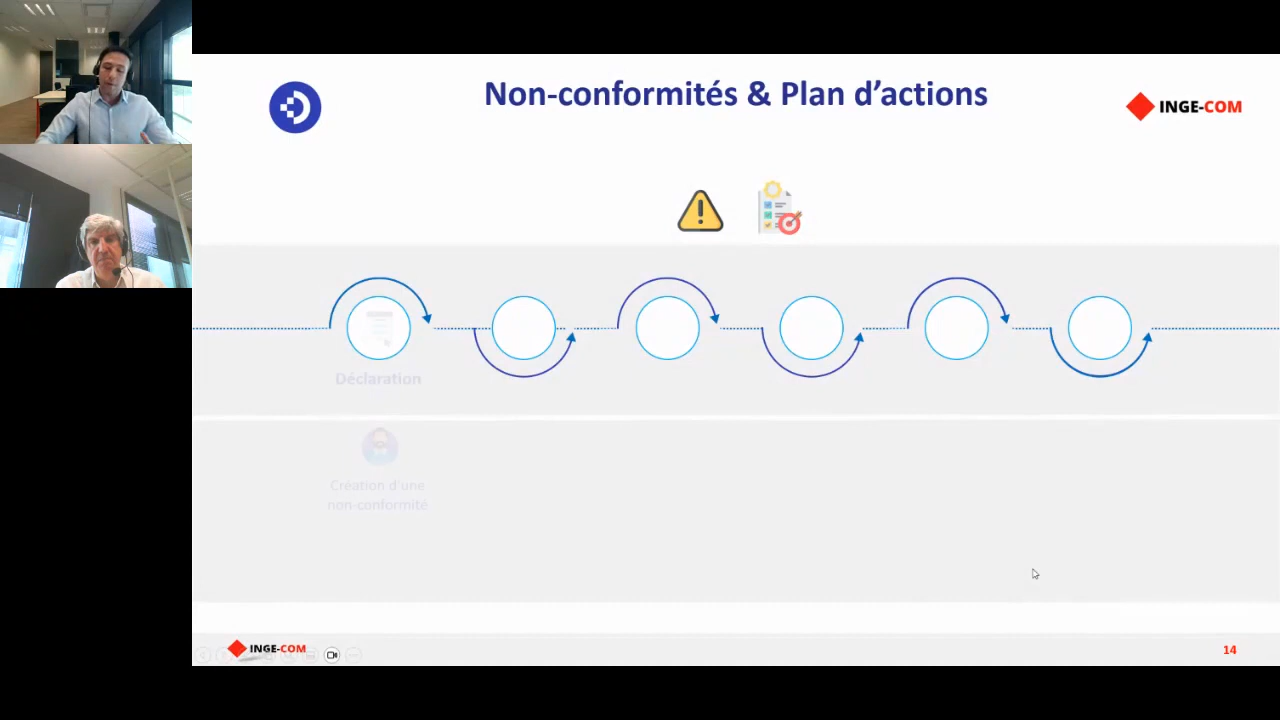 Non-conformités & Plan d’actions
INGE-COM
Déclaration
Création d'une
non-conformité
INGE-COM
14